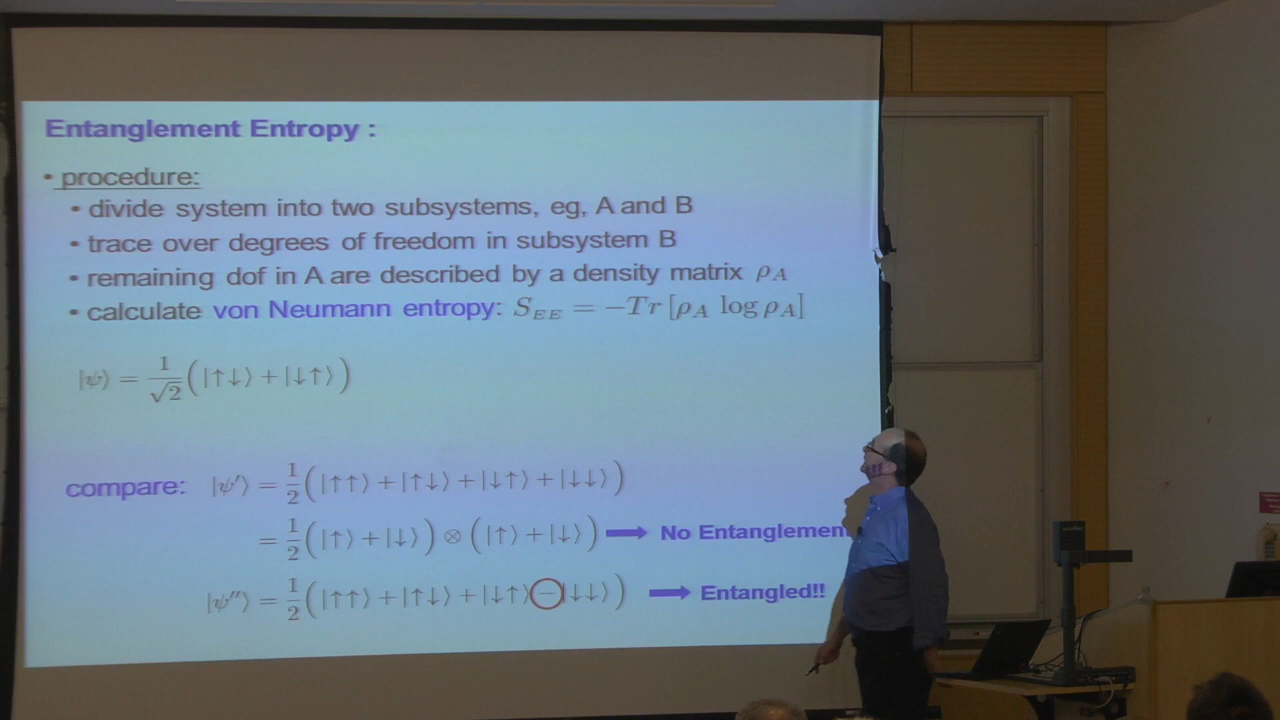 Entanglement Entropy :
• procedure:
• divide system into two subsystems, eg, A and B
• trace over degrees of freedom in subsystem B
• remaining dof in A are described by a density matrix ρ_A
• calculate von Neumann entropy: S_EE = −Tr [ρ_A log ρ_A]
|ψ⟩ = 1/√2 (|↑↓⟩ + |↓↑⟩)
compare: |ψ′⟩ = 1/2 (|↑↑⟩ + |↑↓⟩ + |↓↑⟩ + |↓↓⟩)
= 1/2 (|↑⟩ + |↓⟩) ⊗ (|↑⟩ + |↓⟩) → No Entanglemen
|ψ″⟩ = 1/2 (|↑↑⟩ + |↑↓⟩ + |↓↑⟩ − |↓↓⟩) → Entangled!!